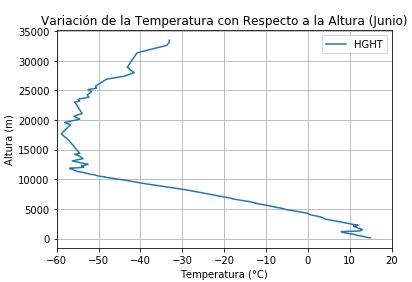 Variación de la Temperatura con Respecto a la Altura (Junio)
HGHT
Altura (m)
35000
30000
25000
20000
15000
10000
5000
0
−60 −50 −40 −30 −20 −10 0 10 20
Temperatura (°C)